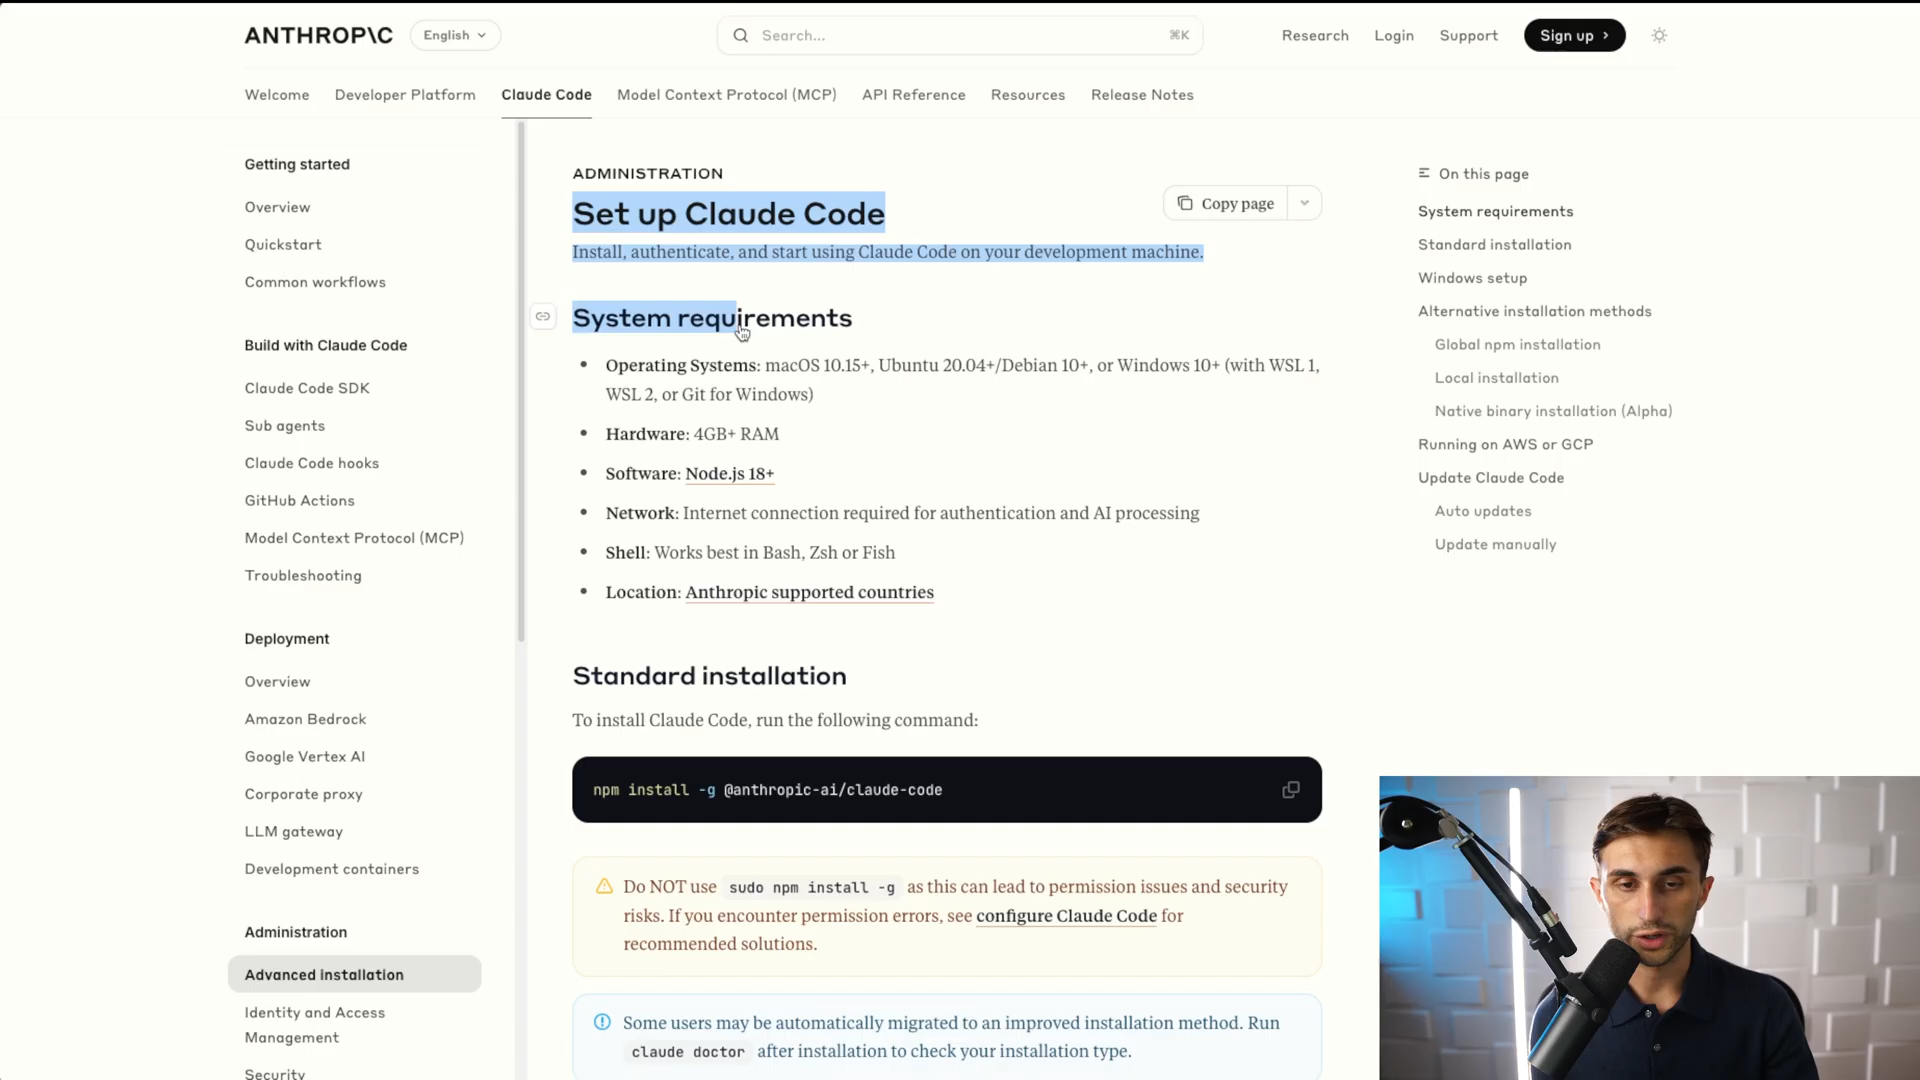 ANTHROP\C
English
Search...
⌘K
Research
Login
Support
Sign up
Welcome
Developer Platform
Claude Code
Model Context Protocol (MCP)
API Reference
Resources
Release Notes
Getting started
Overview
Quickstart
Common workflows
Build with Claude Code
Claude Code SDK
Sub agents
Claude Code hooks
GitHub Actions
Model Context Protocol (MCP)
Troubleshooting
Deployment
Overview
Amazon Bedrock
Google Vertex AI
Corporate proxy
LLM gateway
Development containers
Administration
Advanced installation
Identity and Access
Management
Security
ADMINISTRATION
Set up Claude Code
Copy page
Install, authenticate, and start using Claude Code on your development machine.
System requirements
• Operating Systems: macOS 10.15+, Ubuntu 20.04+/Debian 10+, or Windows 10+ (with WSL 1,
WSL 2, or Git for Windows)
• Hardware: 4GB+ RAM
• Software: Node.js 18+
• Network: Internet connection required for authentication and AI processing
• Shell: Works best in Bash, Zsh or Fish
• Location: Anthropic supported countries
Standard installation
To install Claude Code, run the following command:
npm install -g @anthropic-ai/claude-code
Do NOT use sudo npm install -g as this can lead to permission issues and security
risks. If you encounter permission errors, see configure Claude Code for
recommended solutions.
Some users may be automatically migrated to an improved installation method. Run
claude doctor after installation to check your installation type.
On this page
System requirements
Standard installation
Windows setup
Alternative installation methods
Global npm installation
Local installation
Native binary installation (Alpha)
Running on AWS or GCP
Update Claude Code
Auto updates
Update manually